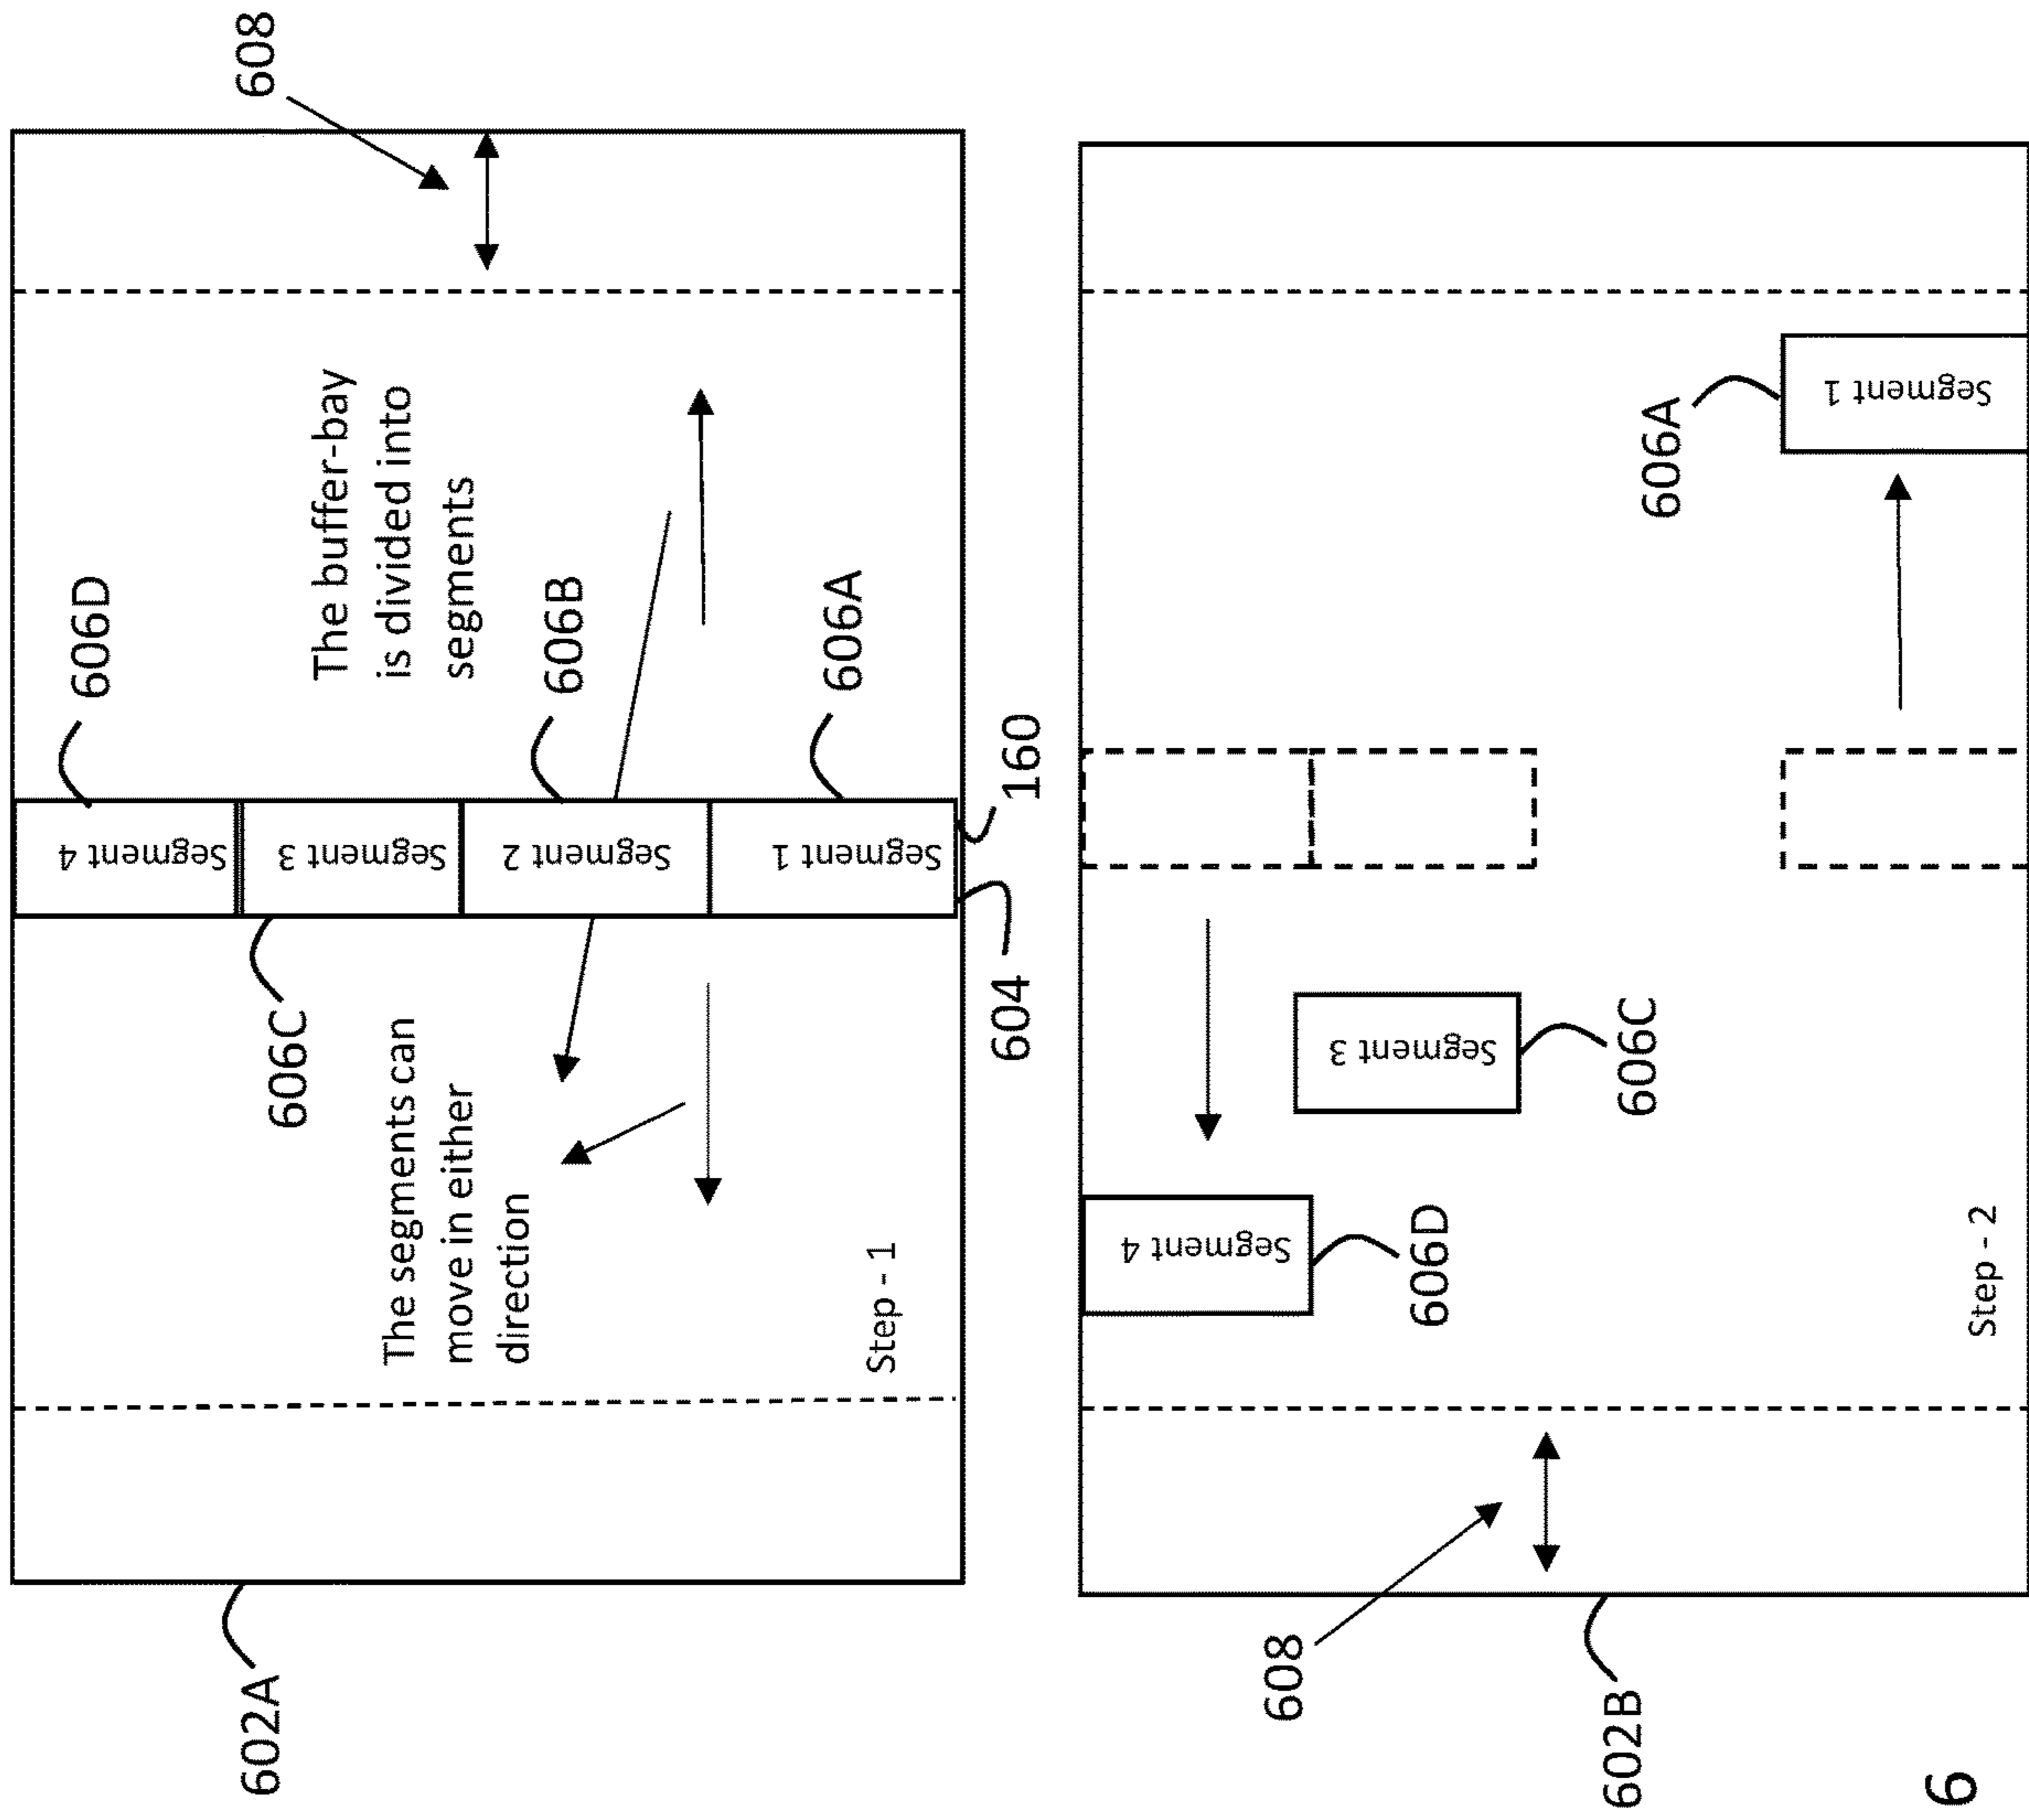 608
606D
The buffer-bay
is divided into
segments
606B
606A
Segment 4
Segment 3
Segment 2
Segment 1
160
604
606C
The segments can
move in either
direction
Step - 1
602A
606A
Segment 1
Segment 3
606C
Segment 4
606D
Step - 2
608
602B
6